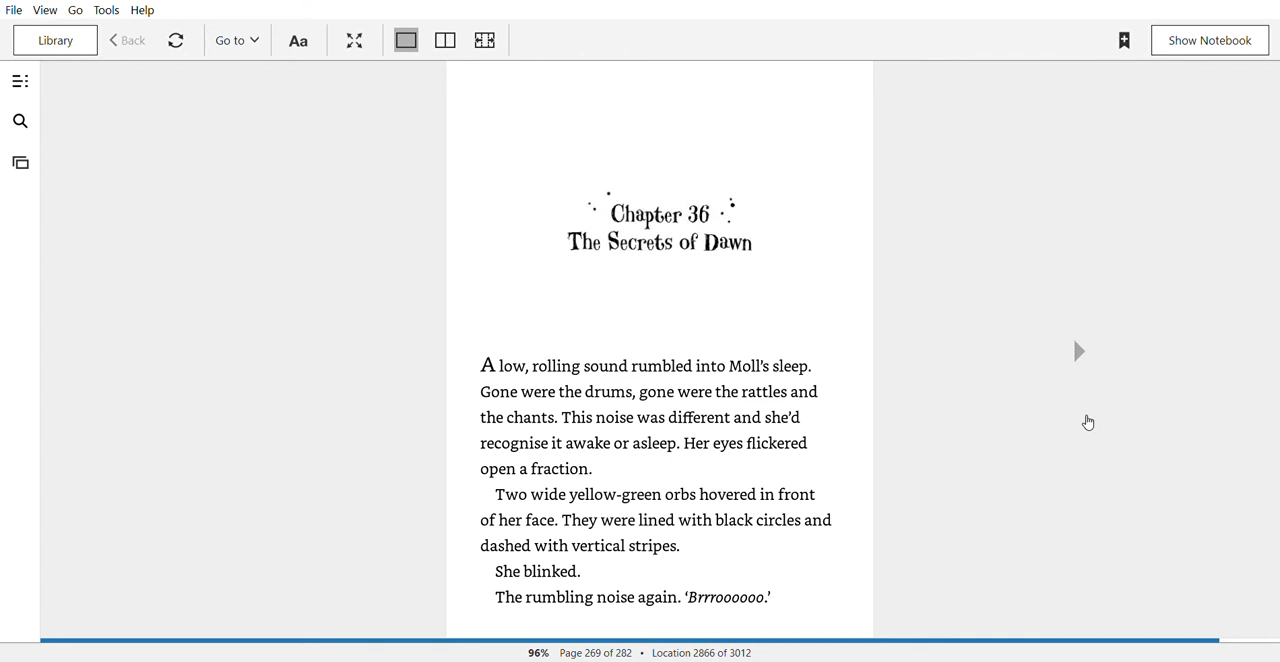 File View Go Tools Help
Library Back Go to Aa Show Notebook
Chapter 36
The Secrets of Dawn
A low, rolling sound rumbled into Moll's sleep.
Gone were the drums, gone were the rattles and
the chants. This noise was different and she'd
recognise it awake or asleep. Her eyes flickered
open a fraction.
Two wide yellow-green orbs hovered in front
of her face. They were lined with black circles and
dashed with vertical stripes.
She blinked.
The rumbling noise again. 'Brrroooooo.'
96% Page 269 of 282 • Location 2866 of 3012